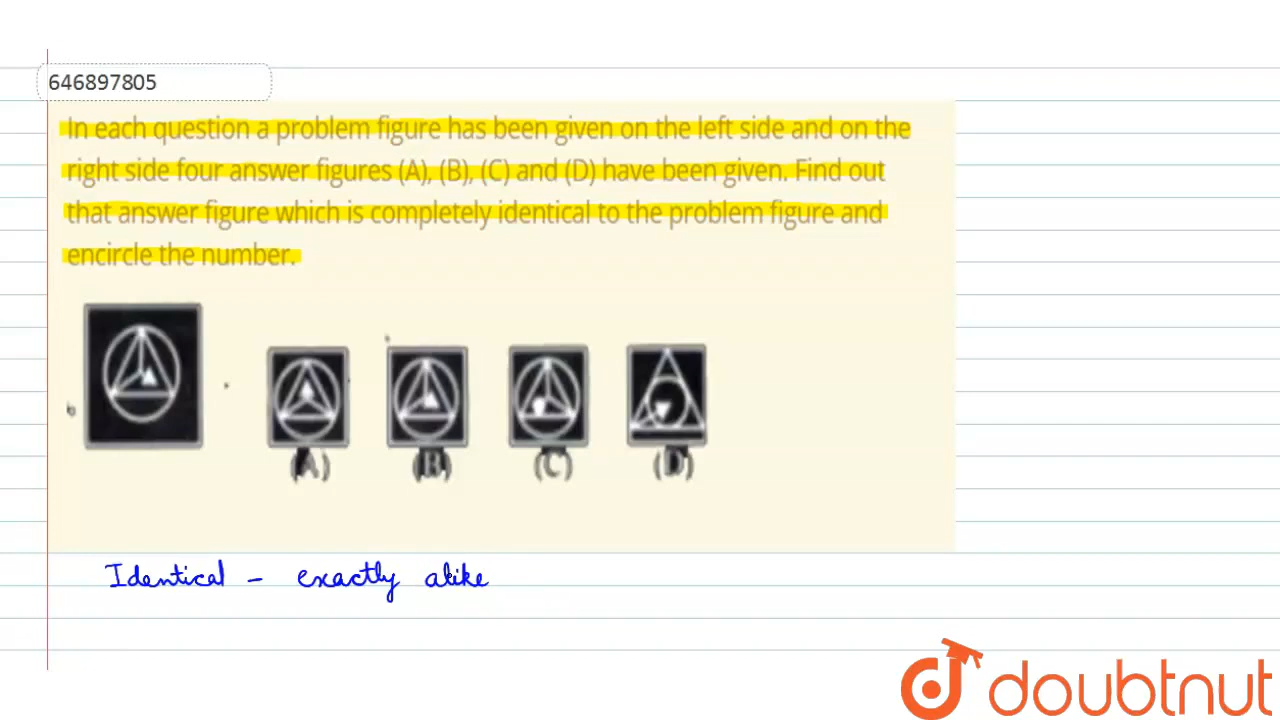 646897805
In each question a problem figure has been given on the left side and on the
right side four answer figures (A), (B), (C) and (D) have been given. Find out
that answer figure which is completely identical to the problem figure and
encircle the number.
(A) (B) (C) (D)
Identical - exactly alike
doubtnut